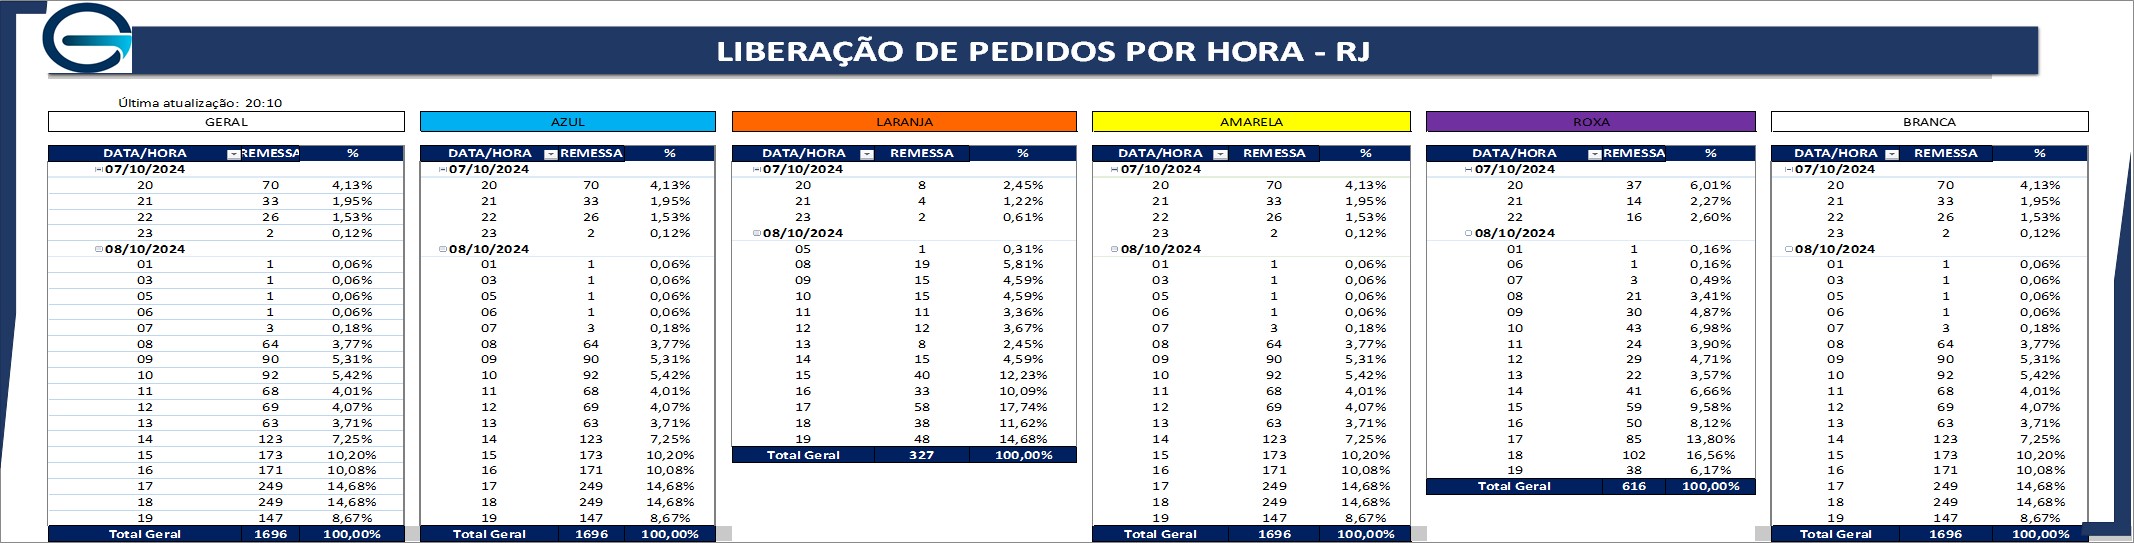 LIBERAÇÃO DE PEDIDOS POR HORA - RJ
Última atualização: 20:10
GERAL AZUL LARANJA AMARELA ROXA BRANCA
DATA/HORA REMESSA % DATA/HORA REMESSA % DATA/HORA REMESSA % DATA/HORA REMESSA % DATA/HORA REMESSA % DATA/HORA REMESSA %
07/10/2024 07/10/2024 07/10/2024 07/10/2024 07/10/2024 07/10/2024
20 70 4,13% 20 70 4,13% 20 8 2,45% 20 70 4,13% 20 37 6,01% 20 70 4,13%
21 33 1,95% 21 33 1,95% 21 4 1,22% 21 33 1,95% 21 14 2,27% 21 33 1,95%
22 26 1,53% 22 26 1,53% 23 2 0,61% 22 26 1,53% 22 16 2,60% 22 26 1,53%
23 2 0,12% 23 2 0,12% 08/10/2024 23 2 0,12% 08/10/2024 23 2 0,12%
08/10/2024 08/10/2024 05 1 0,31% 08/10/2024 01 1 0,16% 08/10/2024
01 1 0,06% 01 1 0,06% 08 19 5,81% 01 1 0,06% 06 1 0,16% 01 1 0,06%
03 1 0,06% 03 1 0,06% 09 15 4,59% 03 1 0,06% 07 3 0,49% 03 1 0,06%
05 1 0,06% 05 1 0,06% 10 15 4,59% 05 1 0,06% 08 21 3,41% 05 1 0,06%
06 1 0,06% 06 1 0,06% 11 11 3,36% 06 1 0,06% 09 30 4,87% 06 1 0,06%
07 3 0,18% 07 3 0,18% 12 12 3,67% 07 3 0,18% 10 43 6,98% 07 3 0,18%
08 64 3,77% 08 64 3,77% 13 8 2,45% 08 64 3,77% 11 24 3,90% 08 64 3,77%
09 90 5,31% 09 90 5,31% 14 15 4,59% 09 90 5,31% 12 29 4,71% 09 90 5,31%
10 92 5,42% 10 92 5,42% 15 40 12,23% 10 92 5,42% 13 22 3,57% 10 92 5,42%
11 68 4,01% 11 68 4,01% 16 33 10,09% 11 68 4,01% 14 41 6,66% 11 68 4,01%
12 69 4,07% 12 69 4,07% 17 58 17,74% 12 69 4,07% 15 59 9,58% 12 69 4,07%
13 63 3,71% 13 63 3,71% 18 38 11,62% 13 63 3,71% 16 50 8,12% 13 63 3,71%
14 123 7,25% 14 123 7,25% 19 48 14,68% 14 123 7,25% 17 85 13,80% 14 123 7,25%
15 173 10,20% 15 173 10,20% Total Geral 327 100,00% 15 173 10,20% 18 102 16,56% 15 173 10,20%
16 171 10,08% 16 171 10,08% 16 171 10,08% 19 38 6,17% 16 171 10,08%
17 249 14,68% 17 249 14,68% 17 249 14,68% Total Geral 616 100,00% 17 249 14,68%
18 249 14,68% 18 249 14,68% 18 249 14,68% 18 249 14,68%
19 147 8,67% 19 147 8,67% 19 147 8,67% 19 147 8,67%
Total Geral 1696 100,00% Total Geral 1696 100,00% Total Geral 1696 100,00% Total Geral 1696 100,00%